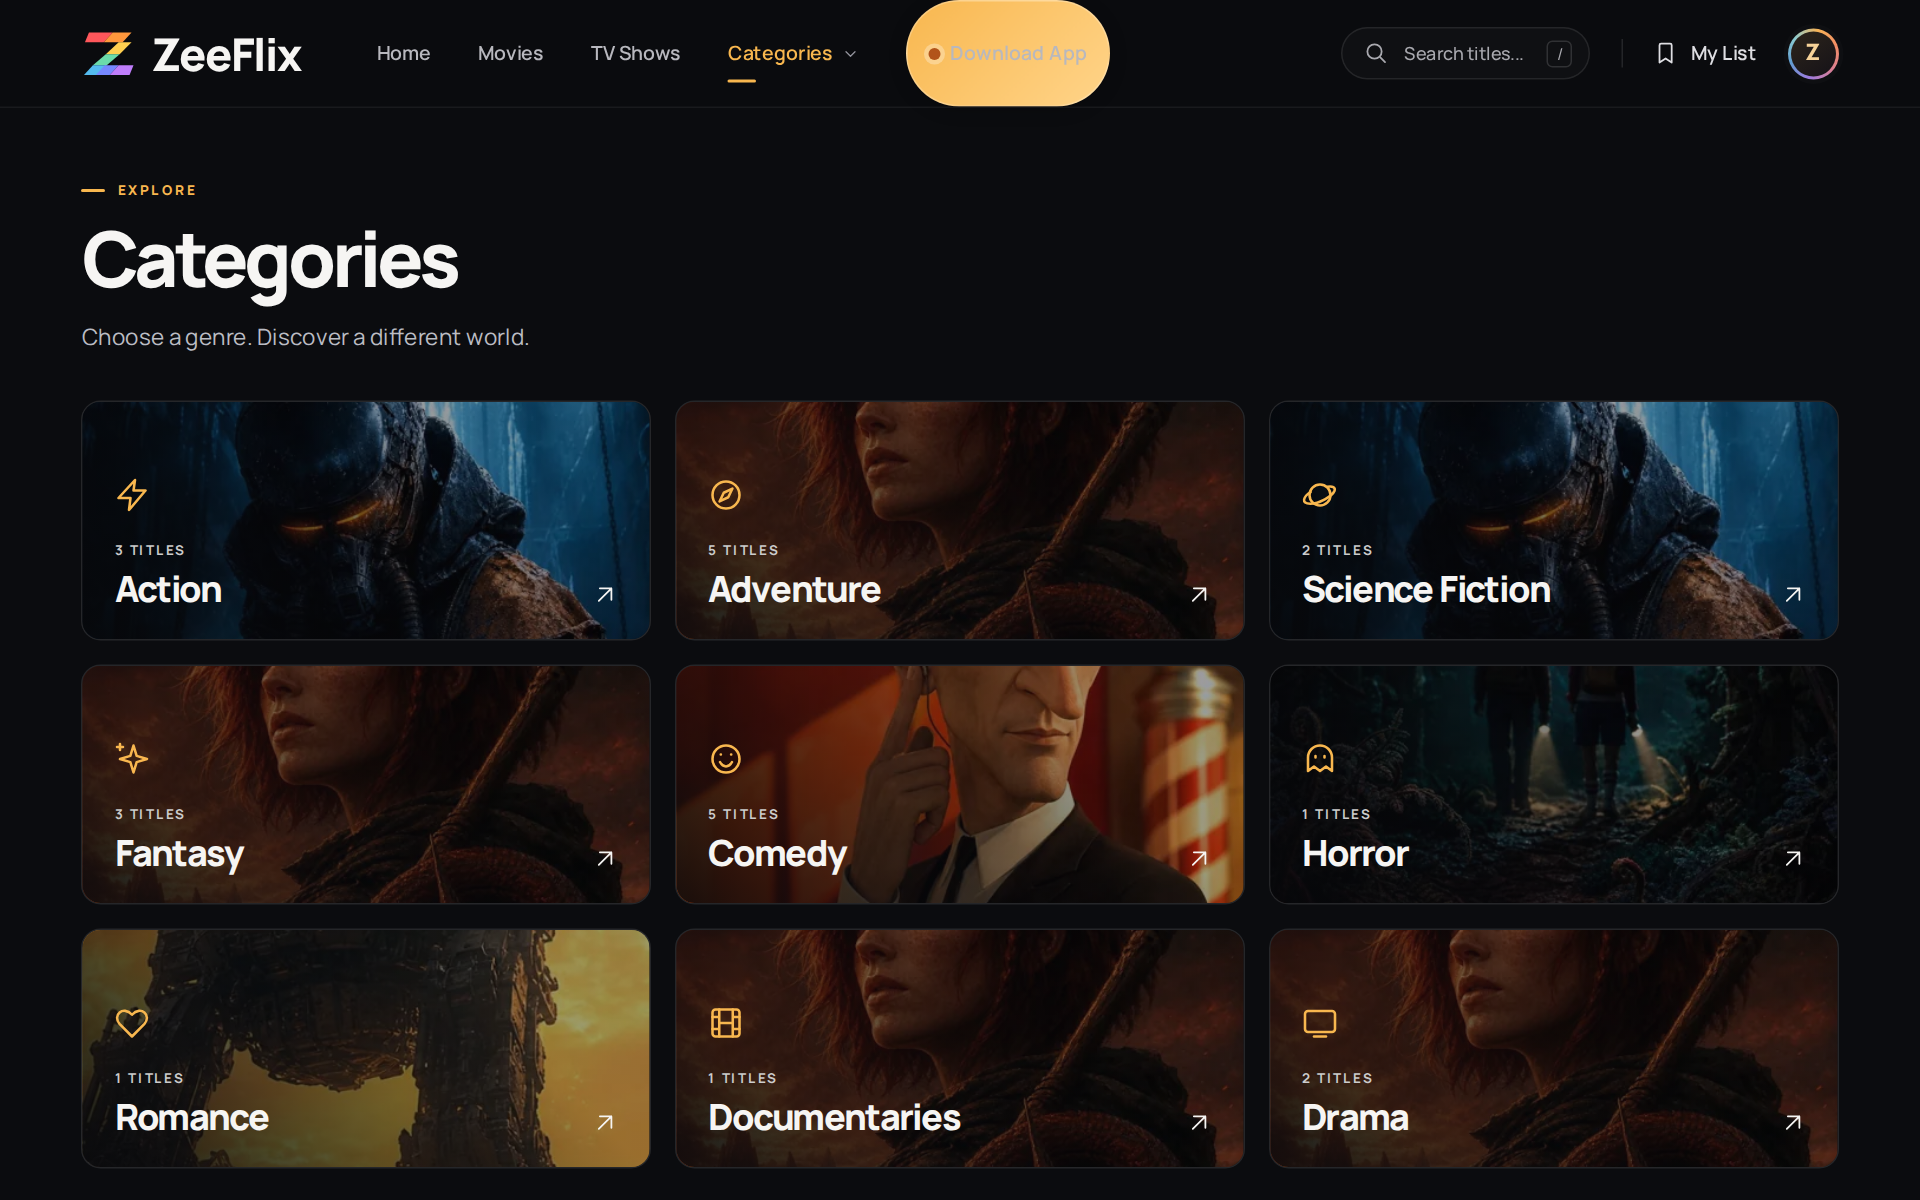 ZeeFlix
Home
Movies
TV Shows
Categories
Download App
Search titles...
/
My List
Z
EXPLORE
Categories
Choose a genre. Discover a different world.
3 TITLES
Action
5 TITLES
Adventure
2 TITLES
Science Fiction
3 TITLES
Fantasy
5 TITLES
Comedy
1 TITLES
Horror
1 TITLES
Romance
1 TITLES
Documentaries
2 TITLES
Drama